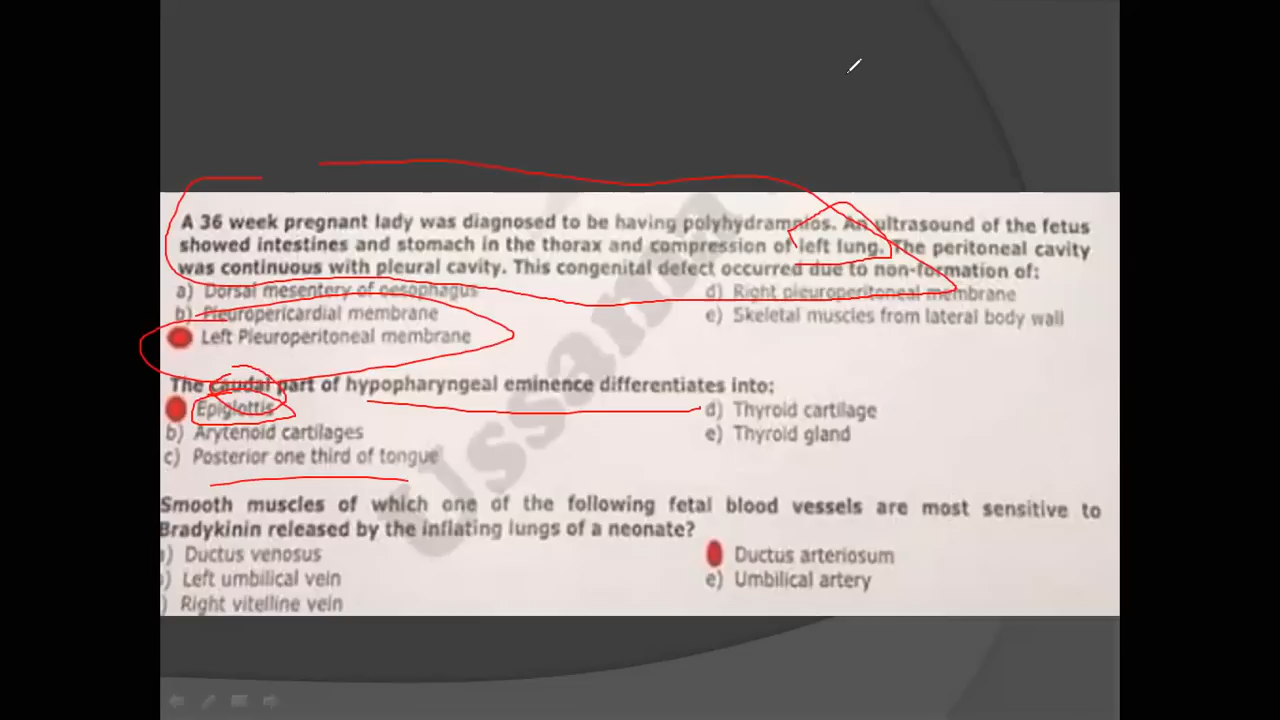 A 36 week pregnant lady was diagnosed to be having polyhydramnios. An ultrasound of the fetus
showed intestines and stomach in the thorax and compression of left lung. The peritoneal cavity
was continuous with pleural cavity. This congenital defect occurred due to non-formation of:
a) Dorsal mesentery of oesophagus d) Right pleuroperitoneal membrane
b) Pleuropericardial membrane e) Skeletal muscles from lateral body wall
Left Pleuroperitoneal membrane
The caudal part of hypopharyngeal eminence differentiates into:
Epiglottis d) Thyroid cartilage
b) Arytenoid cartilages e) Thyroid gland
c) Posterior one third of tongue
Smooth muscles of which one of the following fetal blood vessels are most sensitive to
Bradykinin released by the inflating lungs of a neonate?
) Ductus venosus Ductus arteriosum
) Left umbilical vein e) Umbilical artery
) Right vitelline vein
Ussama